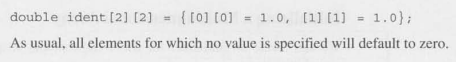 double ident[2][2] = {[0][0] = 1.0, [1][1] = 1.0};
As usual, all elements for which no value is specified will default to zero.